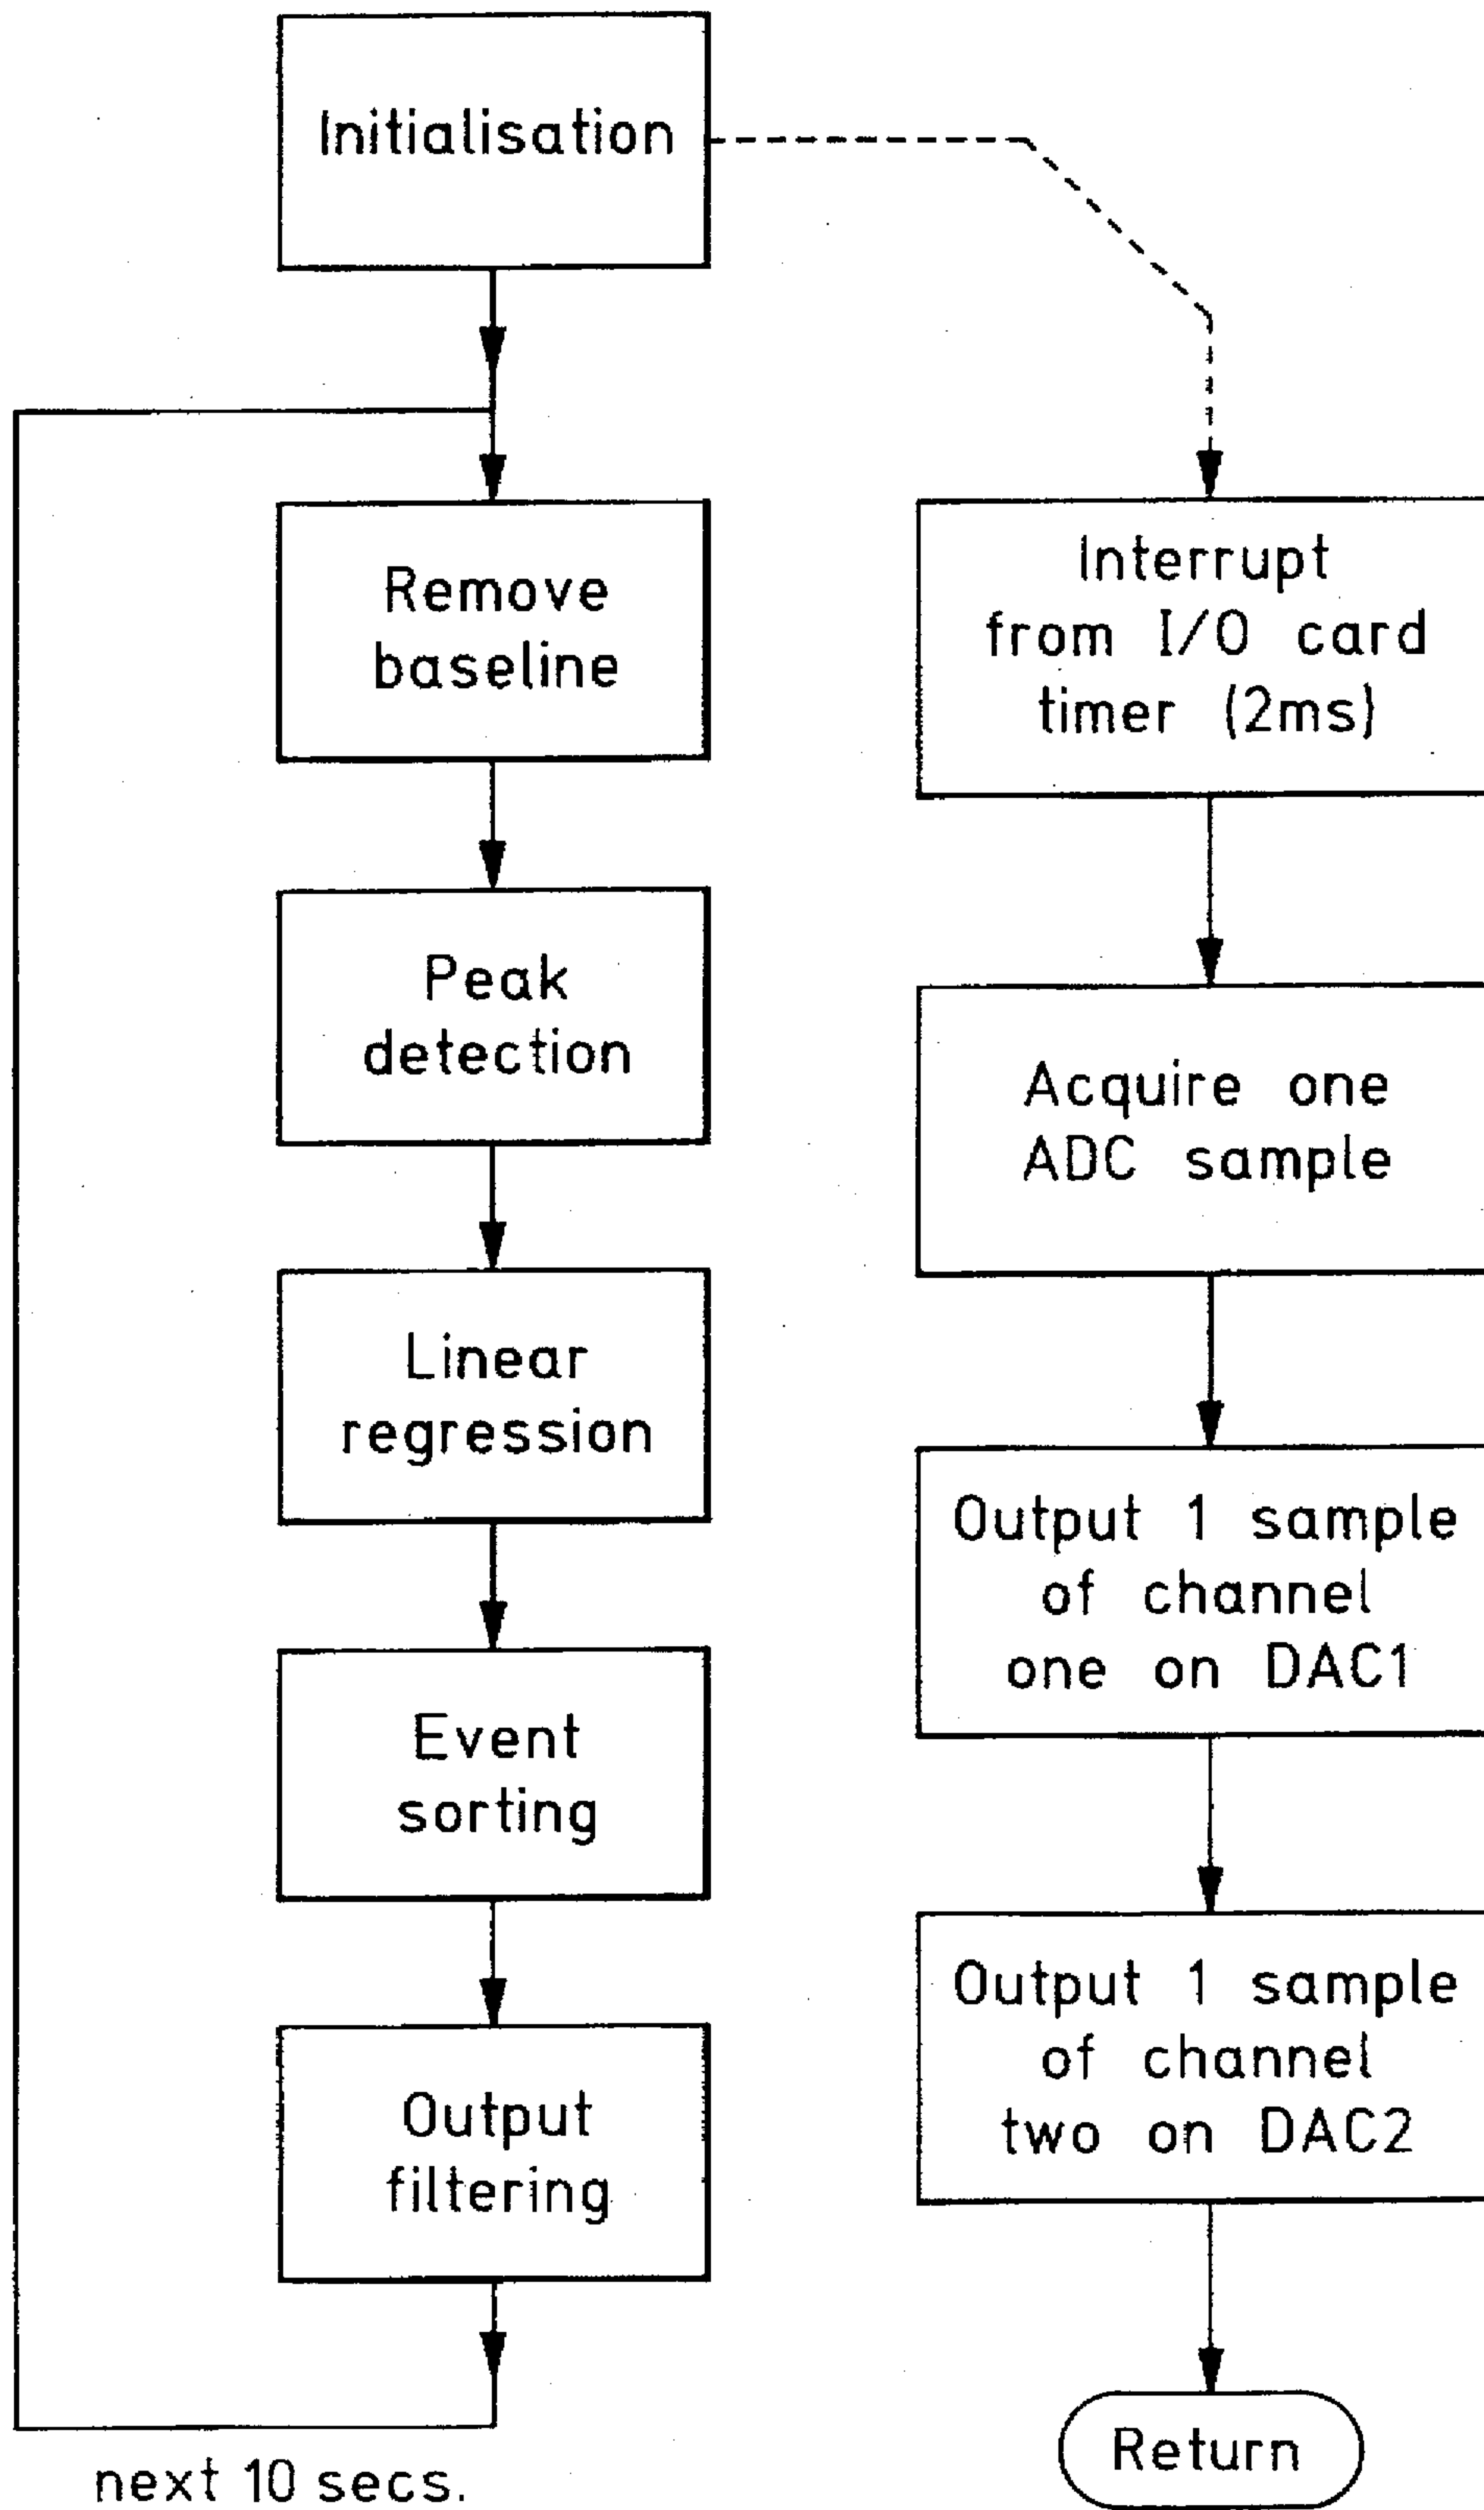 Initialisation
Remove
baseline
Peak
detection
Linear
regression
Event
sorting
Output
filtering
next 10 secs.
Interrupt
from I/O card
timer (2ms)
Acquire one
ADC sample
Output 1 sample
of channel
one on DAC1
Output 1 sample
of channel
two on DAC2
Return